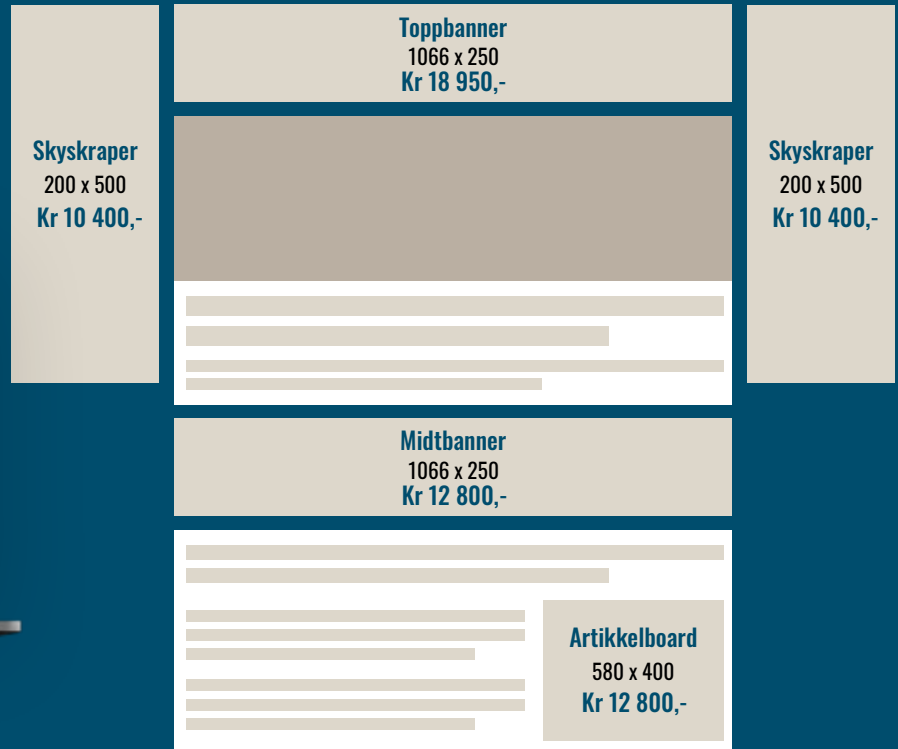 Toppbanner
1066 x 250
Kr 18 950,-
Skyskraper
200 x 500
Kr 10 400,-
Skyskraper
200 x 500
Kr 10 400,-
Midtbanner
1066 x 250
Kr 12 800,-
Artikkelboard
580 x 400
Kr 12 800,-